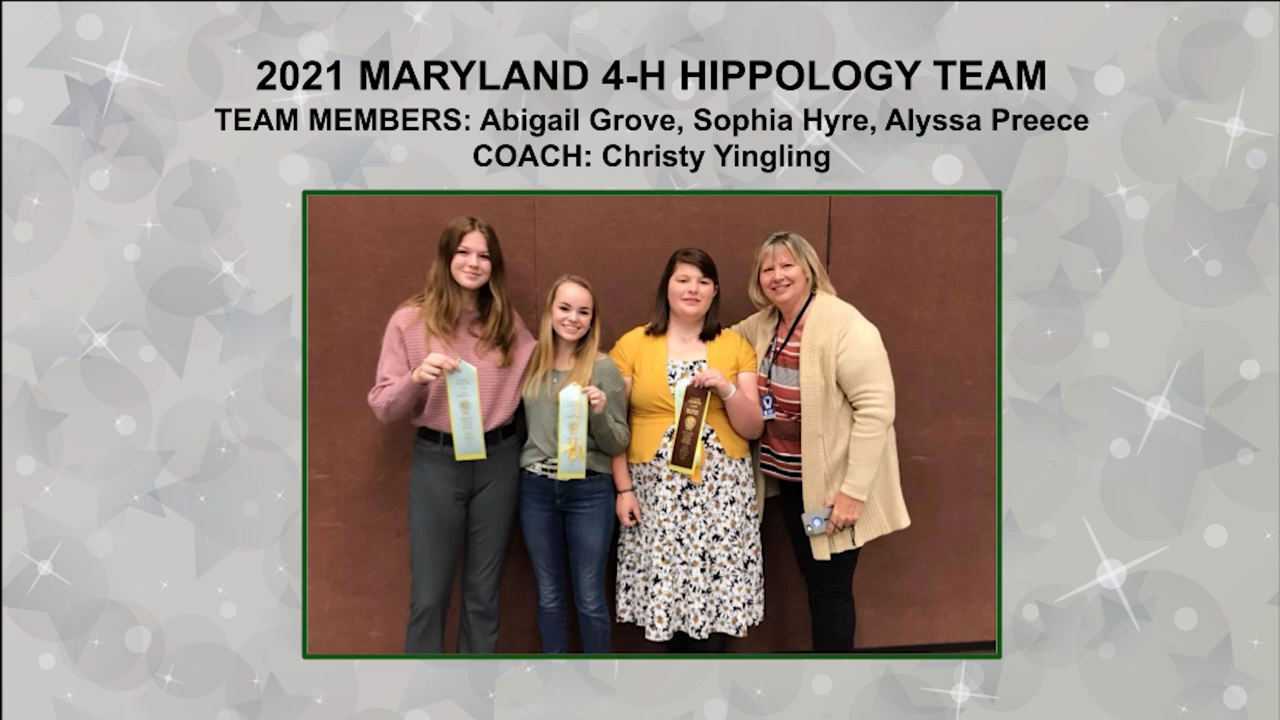 2021 MARYLAND 4-H HIPPOLOGY TEAM
TEAM MEMBERS: Abigail Grove, Sophia Hyre, Alyssa Preece
COACH: Christy Yingling